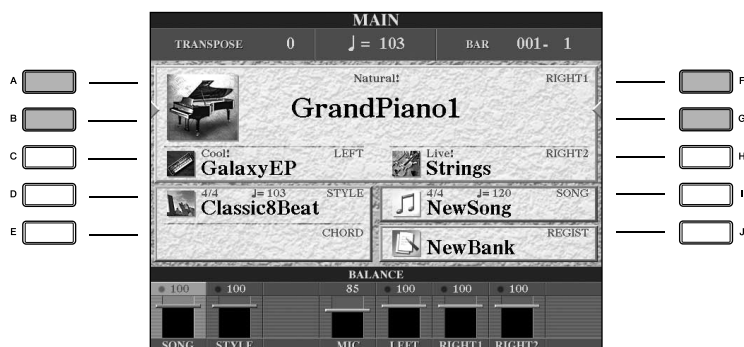 MAIN
TRANSPOSE 0 ♩= 103 BAR 001- 1
A F
Natural! RIGHT1
GrandPiano1
B G
Cool! LEFT Live! RIGHT2
C GalaxyEP Strings H
4/4 ♩=103 STYLE 4/4 ♩=120 SONG
D Classic8Beat NewSong I
CHORD REGIST
E NewBank J
BALANCE
100 100 85 100 100 100
SONG STYLE MIC LEFT RIGHT1 RIGHT2